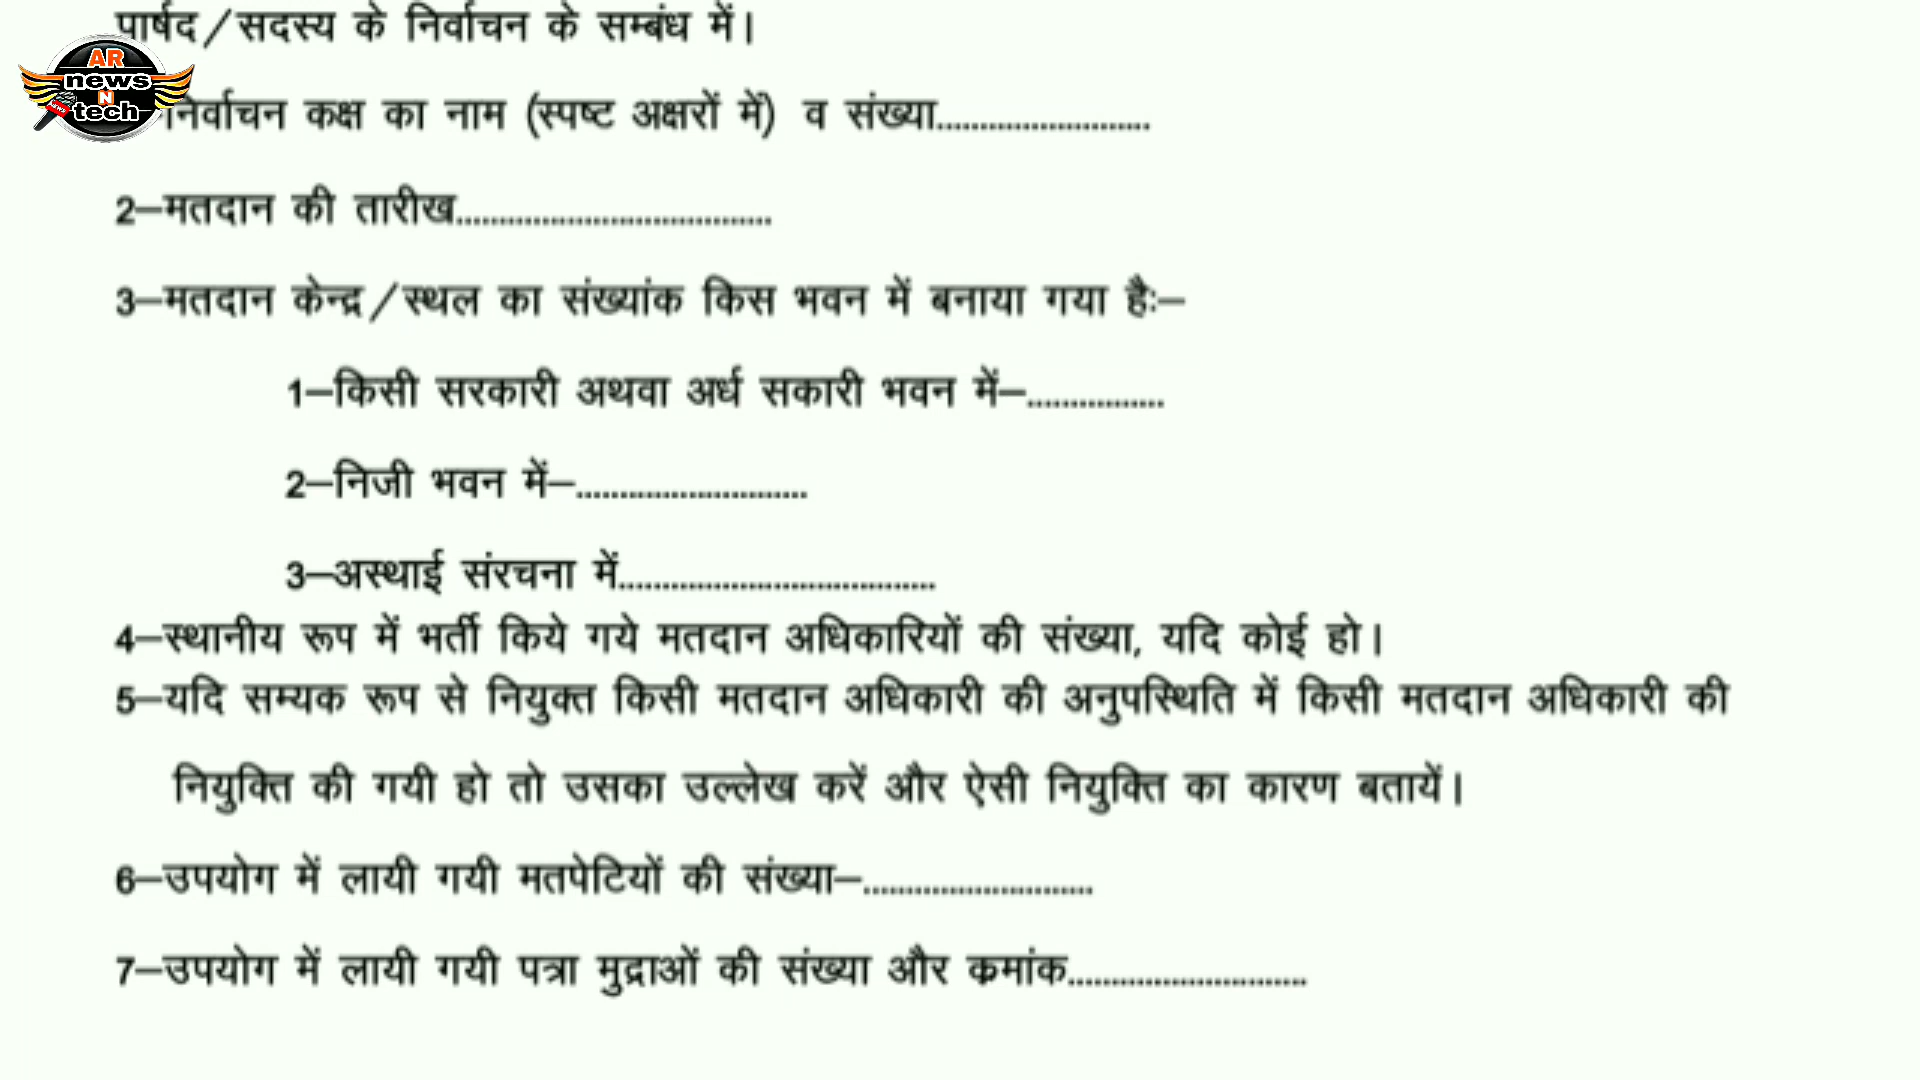 पार्षद/सदस्य के निर्वाचन के सम्बंध में।
AR
news
N
tech
निर्वाचन कक्ष का नाम (स्पष्ट अक्षरों में) व संख्या.........................
2–मतदान की तारीख.....................................
3–मतदान केन्द्र/स्थल का संख्यांक किस भवन में बनाया गया हैः–
1–किसी सरकारी अथवा अर्ध सकारी भवन में–................
2–निजी भवन में–...........................
3–अस्थाई संरचना में.....................................
4–स्थानीय रूप में भर्ती किये गये मतदान अधिकारियों की संख्या, यदि कोई हो।
5–यदि सम्यक रूप से नियुक्त किसी मतदान अधिकारी की अनुपस्थिति में किसी मतदान अधिकारी की
नियुक्ति की गयी हो तो उसका उल्लेख करें और ऐसी नियुक्ति का कारण बतायें।
6–उपयोग में लायी गयी मतपेटियों की संख्या–...........................
7–उपयोग में लायी गयी पत्रा मुद्राओं की संख्या और क्रमांक............................